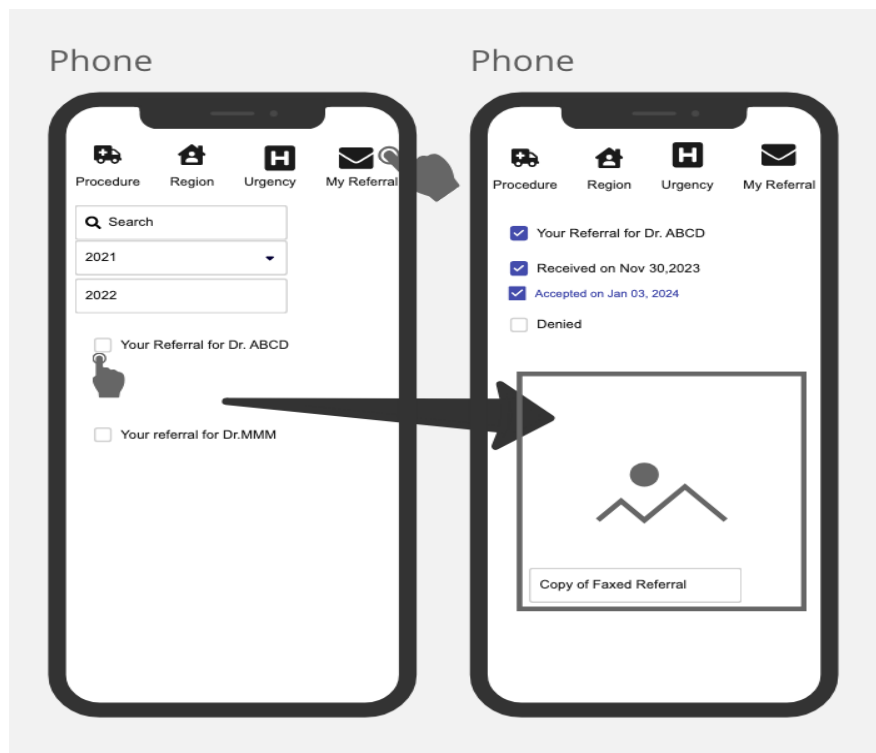 Phone
Procedure Region Urgency My Referral
Search
2021
2022
Your Referral for Dr. ABCD
Your referral for Dr.MMM
Phone
Procedure Region Urgency My Referral
Your Referral for Dr. ABCD
Received on Nov 30,2023
Accepted on Jan 03, 2024
Denied
Copy of Faxed Referral